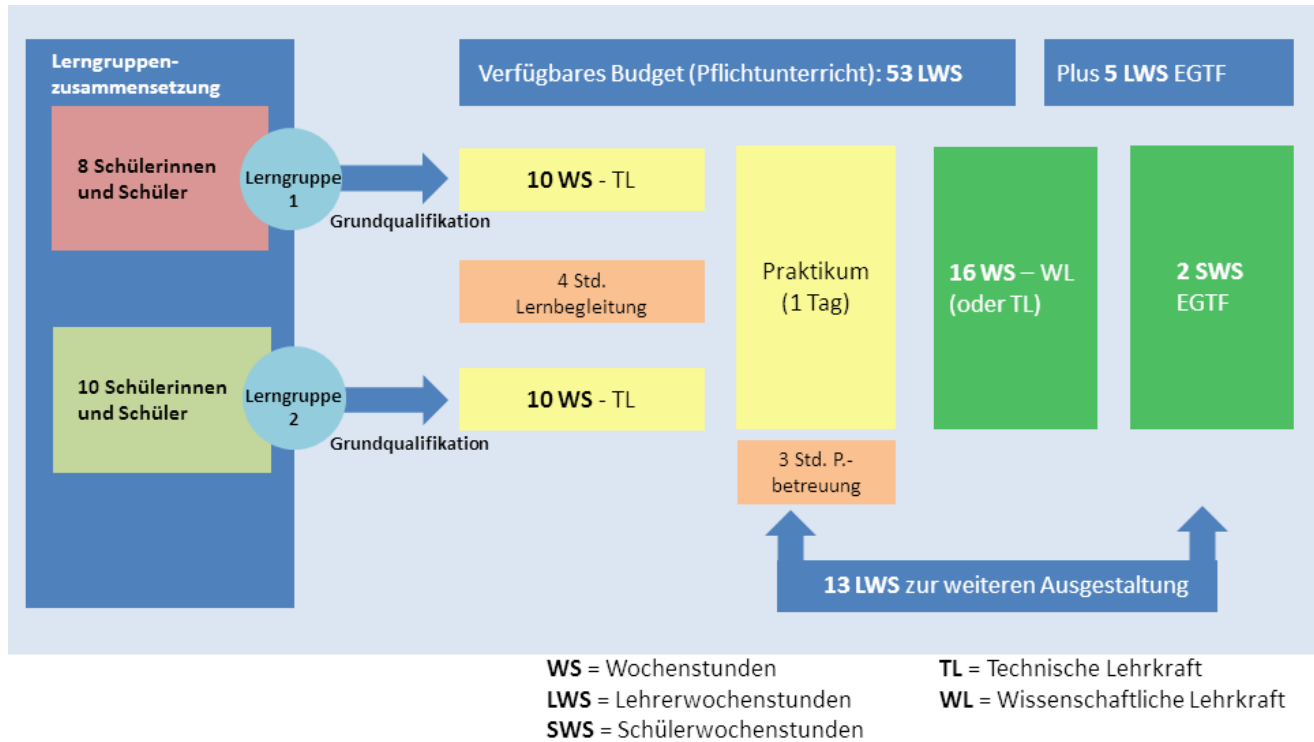 Lerngruppen-
zusammensetzung
8 Schülerinnen
und Schüler
Lerngruppe
1
Grundqualifikation
10 Schülerinnen
und Schüler
Lerngruppe
2
Grundqualifikation
Verfügbares Budget (Pflichtunterricht): 53 LWS
Plus 5 LWS EGTF
10 WS - TL
4 Std.
Lernbegleitung
10 WS - TL
Praktikum
(1 Tag)
3 Std. P.-
betreuung
16 WS – WL
(oder TL)
2 SWS
EGTF
13 LWS zur weiteren Ausgestaltung
WS = Wochenstunden
LWS = Lehrerwochenstunden
SWS = Schülerwochenstunden
TL = Technische Lehrkraft
WL = Wissenschaftliche Lehrkraft